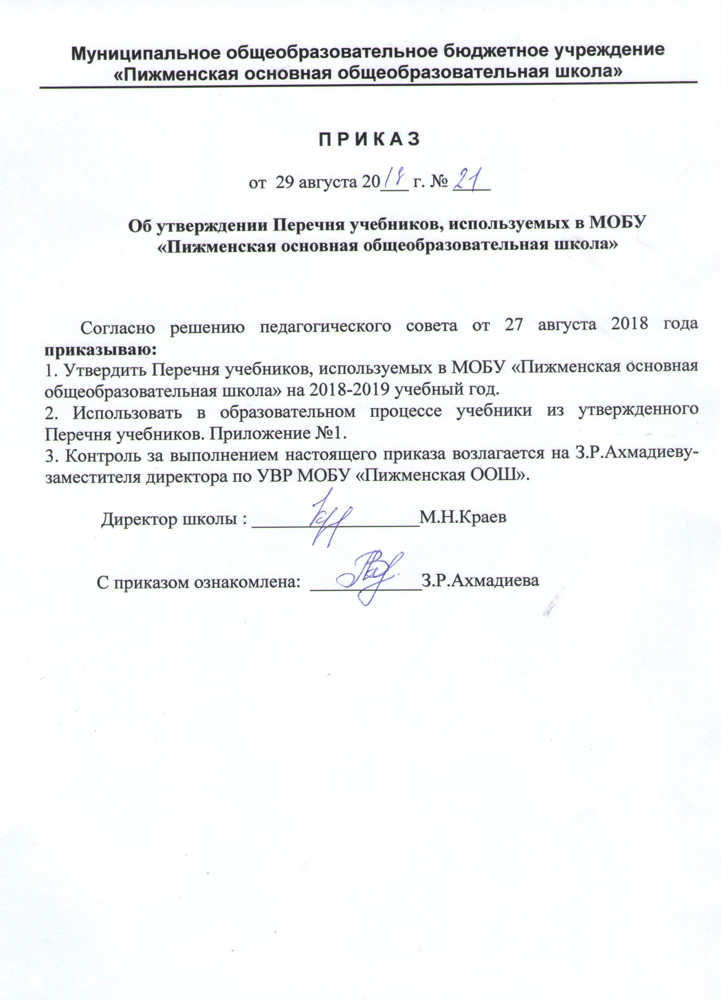 Муниципальное общеобразовательное бюджетное учреждение
«Пижменская основная общеобразовательная школа»
П Р И К А З
от 29 августа 2018 г. № 21
Об утверждении Перечня учебников, используемых в МОБУ
«Пижменская основная общеобразовательная школа»
Согласно решению педагогического совета от 27 августа 2018 года
приказываю:
1. Утвердить Перечня учебников, используемых в МОБУ «Пижменская основная
общеобразовательная школа» на 2018-2019 учебный год.
2. Использовать в образовательном процессе учебники из утвержденного
Перечня учебников. Приложение №1.
3. Контроль за выполнением настоящего приказа возлагается на З.Р.Ахмадиеву-
заместителя директора по УВР МОБУ «Пижменская ООШ».
Директор школы : __________________М.Н.Краев
С приказом ознакомлена: ____________З.Р.Ахмадиева